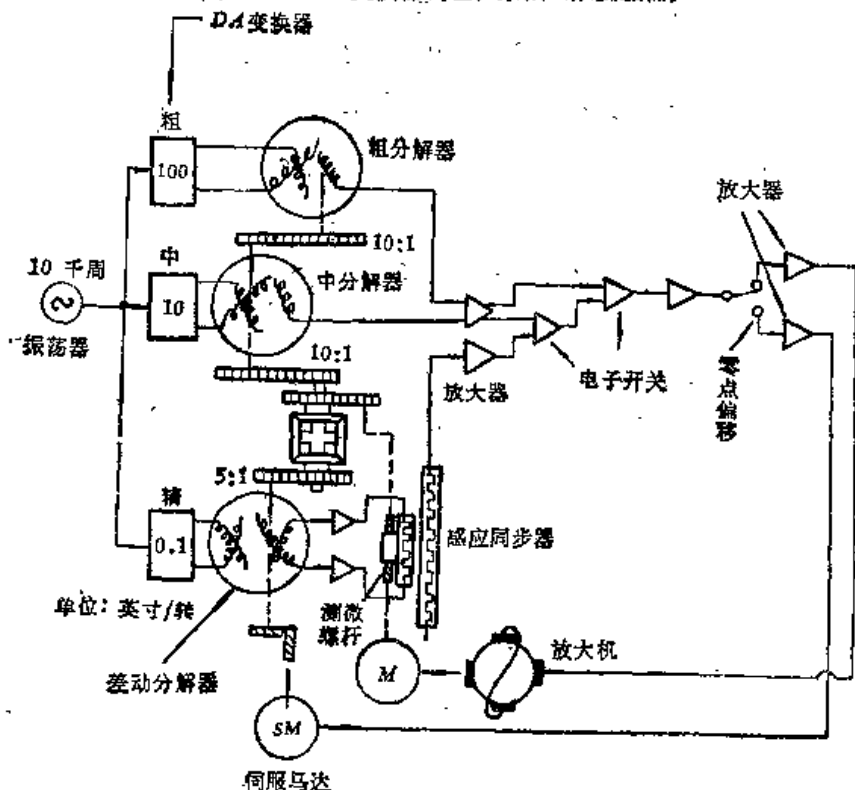 DA变换器
粗
100
粗分解器
放大器
10:1
10 千周
中
10
中分解器
振荡器
10:1
放大器
电子开关
零点偏移
5:1
精
0.1
感应同步器
单位：英寸/转
测微
螺杆
放大机
M
差动分解器
SM
伺服马达